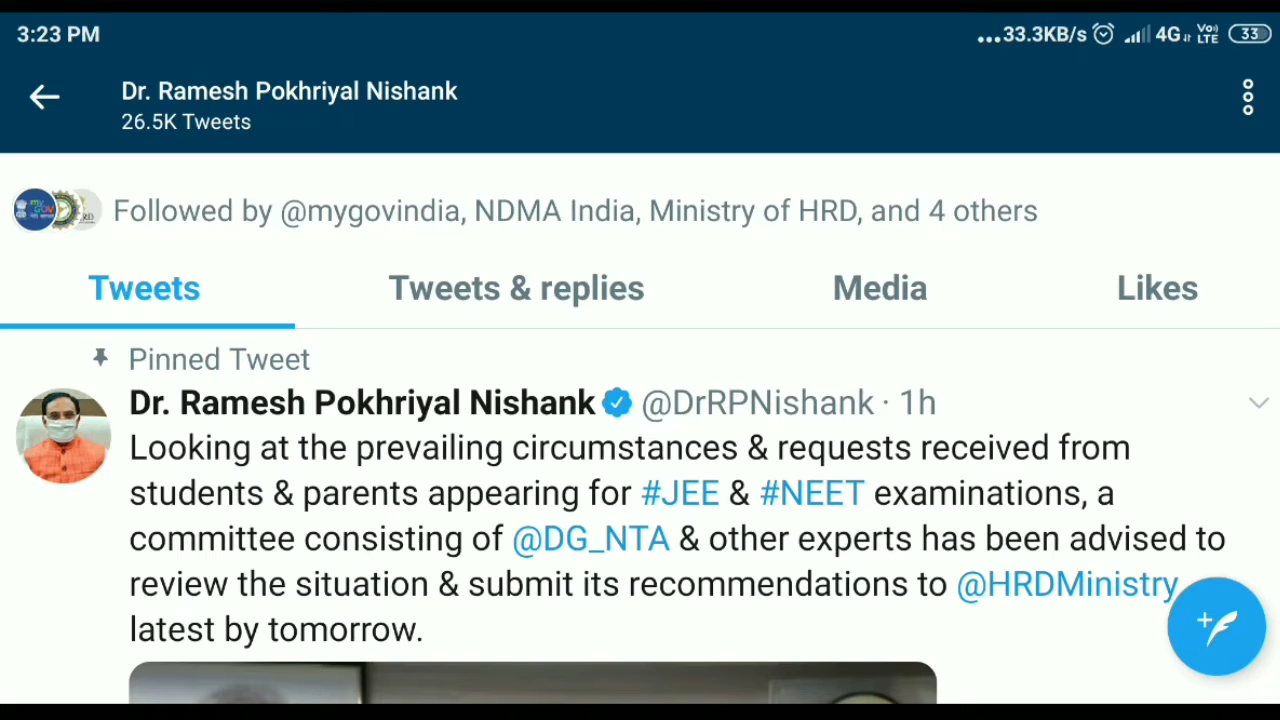 3:23 PM
...33.3KB/s 4G Vo) LTE 33
Dr. Ramesh Pokhriyal Nishank
26.5K Tweets
Followed by @mygovindia, NDMA India, Ministry of HRD, and 4 others
Tweets Tweets & replies Media Likes
Pinned Tweet
Dr. Ramesh Pokhriyal Nishank @DrRPNishank · 1h
Looking at the prevailing circumstances & requests received from
students & parents appearing for #JEE & #NEET examinations, a
committee consisting of @DG_NTA & other experts has been advised to
review the situation & submit its recommendations to @HRDMinistry
latest by tomorrow.